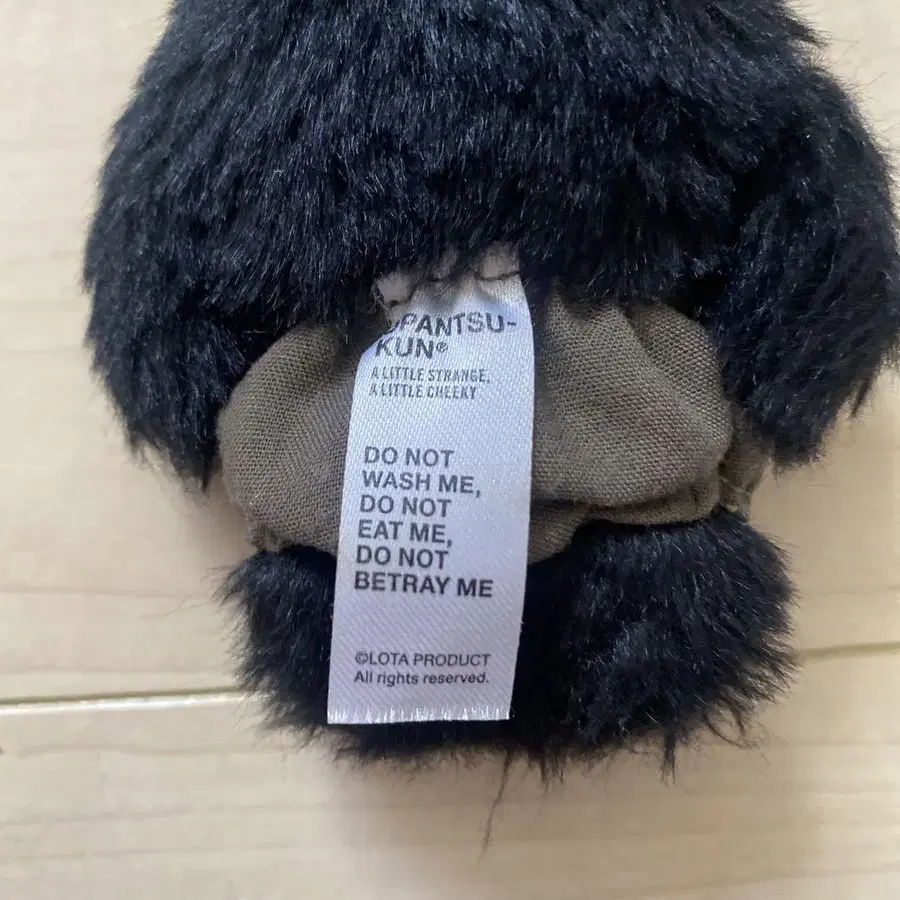 OPANTSU-
KUN®
A LITTLE STRANGE,
A LITTLE CHEEKY
DO NOT
WASH ME,
DO NOT
EAT ME,
DO NOT
BETRAY ME
©LOTA PRODUCT
All rights reserved.